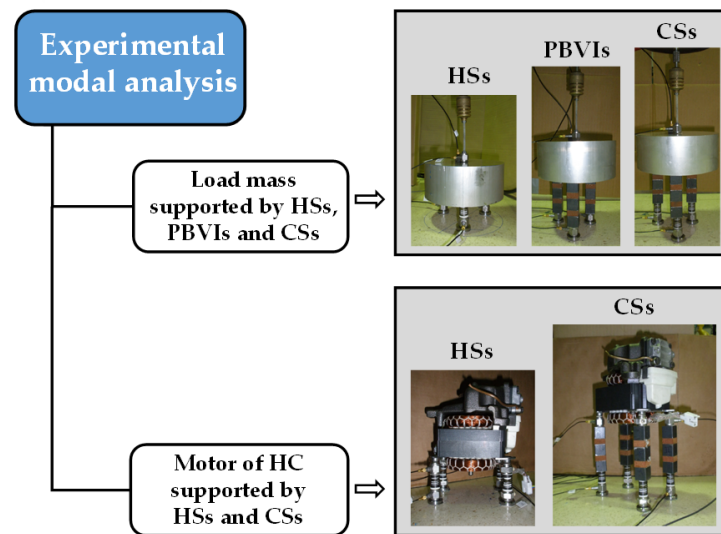 Experimental
modal analysis
HSs
PBVIs
CSs
Load mass
supported by HSs,
PBVIs and CSs
HSs
CSs
Motor of HC
supported by
HSs and CSs